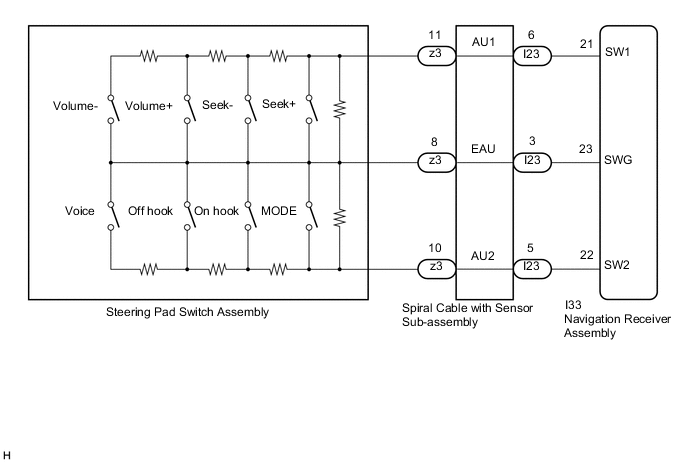 11 AU1 6 21
z3 I23 SW1
Volume- Volume+ Seek- Seek+
8 EAU 3 23
z3 I23 SWG
Voice Off hook On hook MODE
10 AU2 5 22
z3 I23 SW2
Steering Pad Switch Assembly
Spiral Cable with Sensor
Sub-assembly
I33
Navigation Receiver
Assembly
H